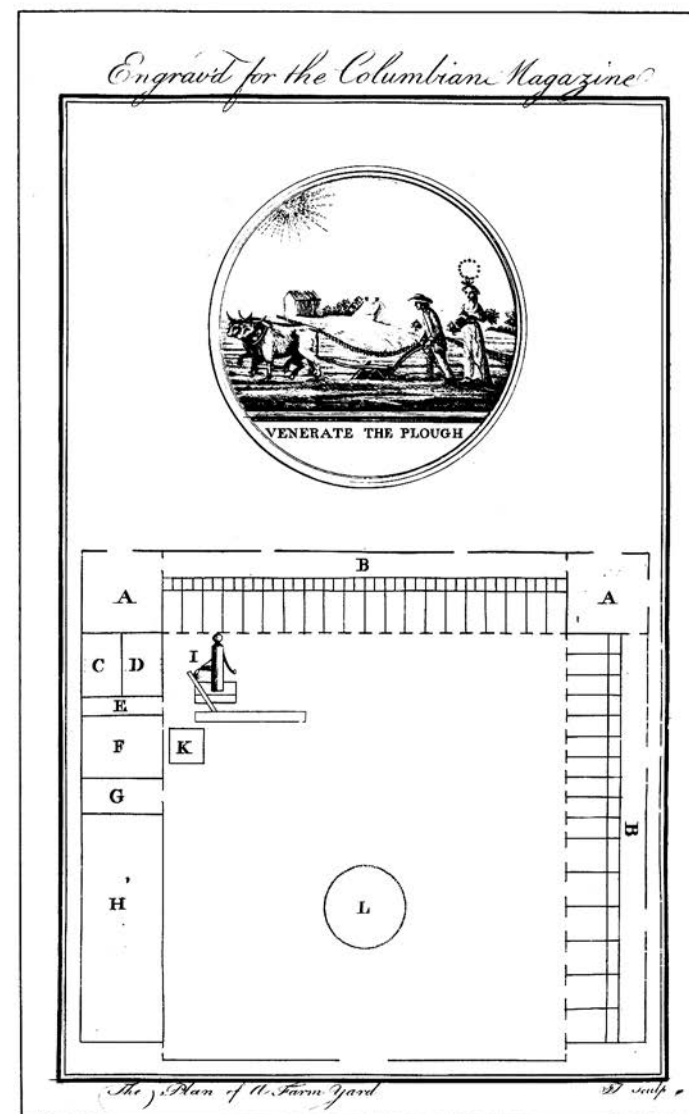 Engrav'd for the Columbian Magazine
VENERATE THE PLOUGH
B
A
A
C D
I
E
F
K
G
B
H
L
The Plan of A Farm Yard
sculp